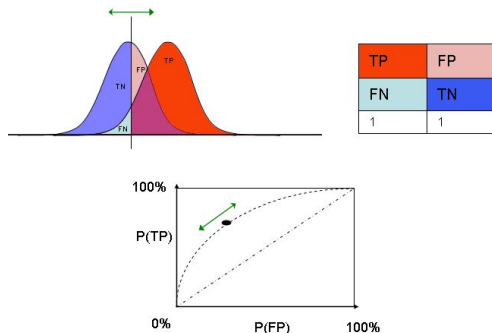 TP
FP
TN
FN
TP FP
FN TN
1 1
100%
P(TP)
0%
P(FP)
100%